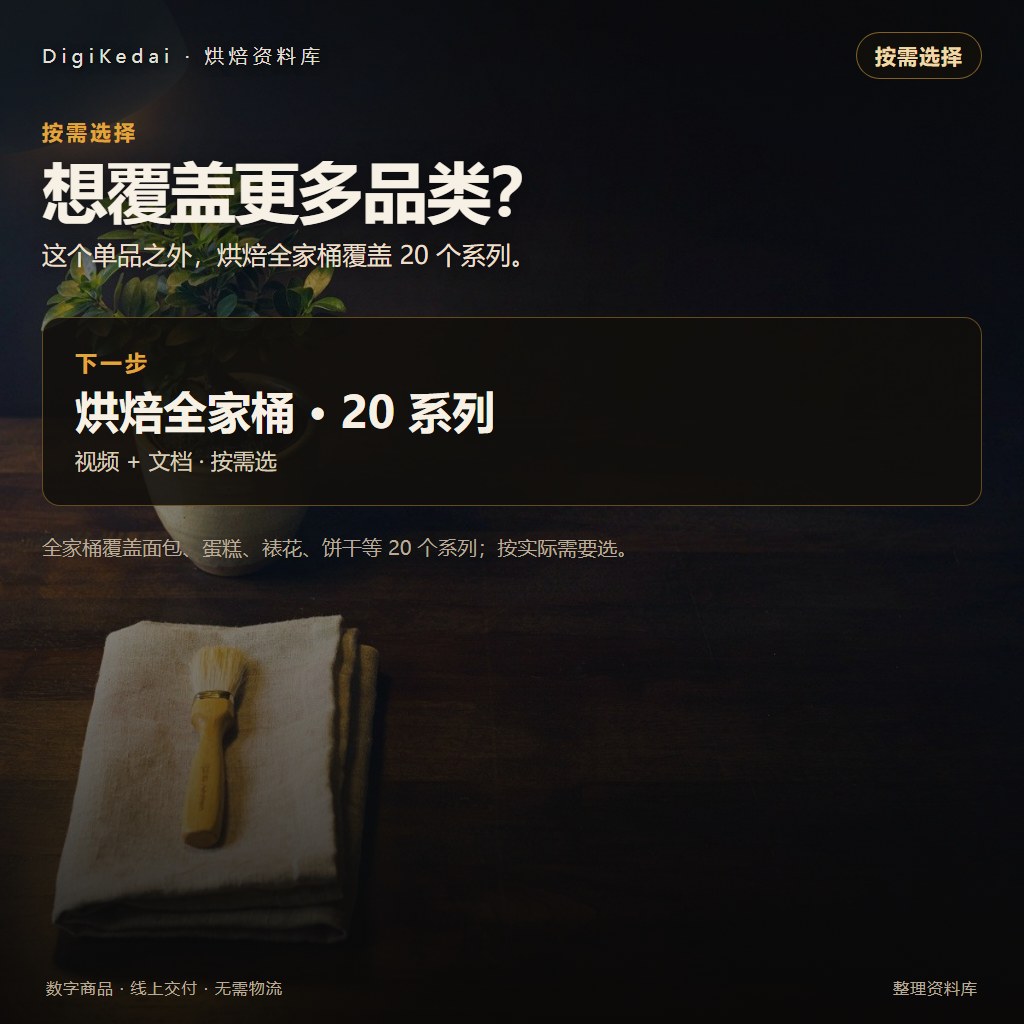 DigiKedai · 烘焙资料库
按需选择
按需选择
想覆盖更多品类?
这个单品之外，烘焙全家桶覆盖 20 个系列。
下一步
烘焙全家桶 • 20 系列
视频 + 文档 · 按需选
全家桶覆盖面包、蛋糕、裱花、饼干等 20 个系列；按实际需要选。
数字商品 · 线上交付 · 无需物流
整理资料库